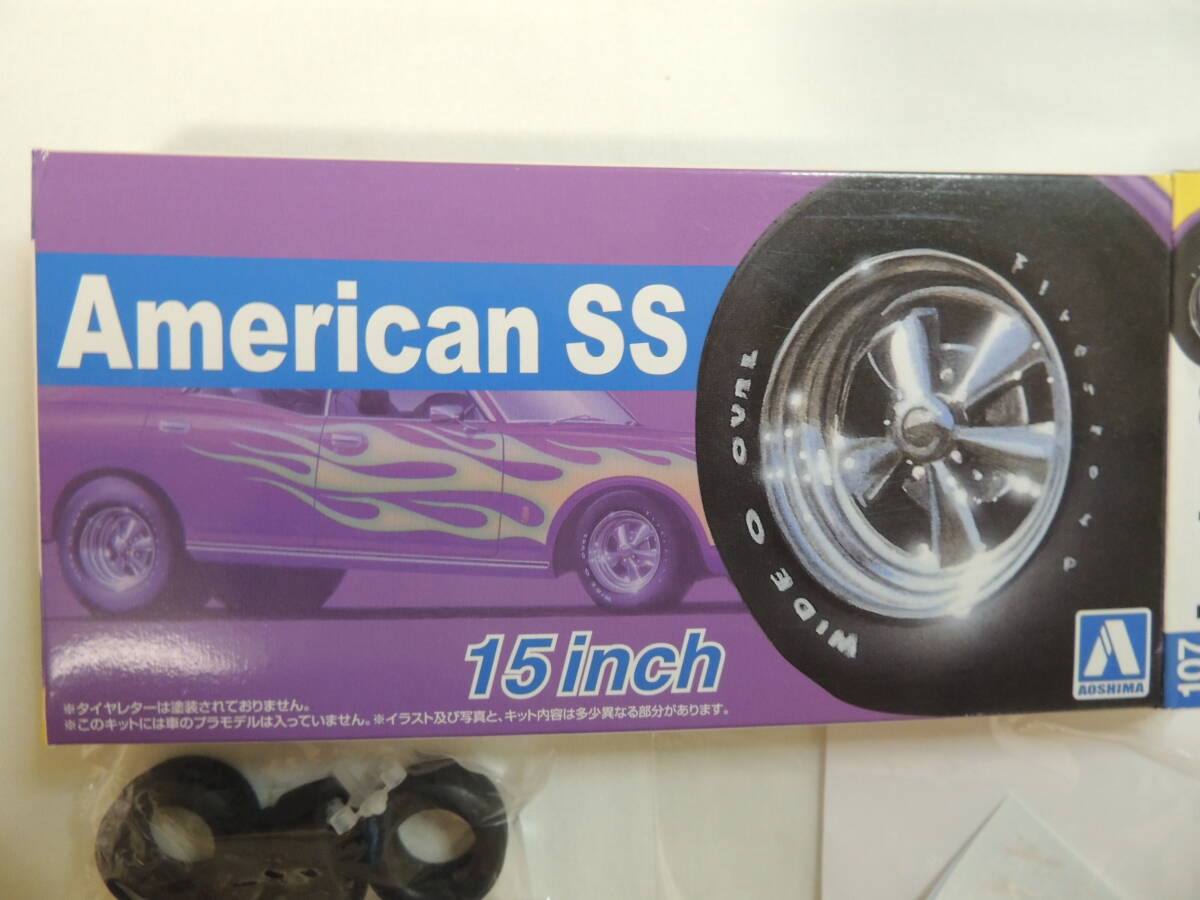 American SS
Firestone
WIDE O OVAL
15inch
※タイヤレターは塗装されておりません。
※このキットには車のプラモデルは入っていません。※イラスト及び写真と、キット内容は多少異なる部分があります。
AOSHIMA
107